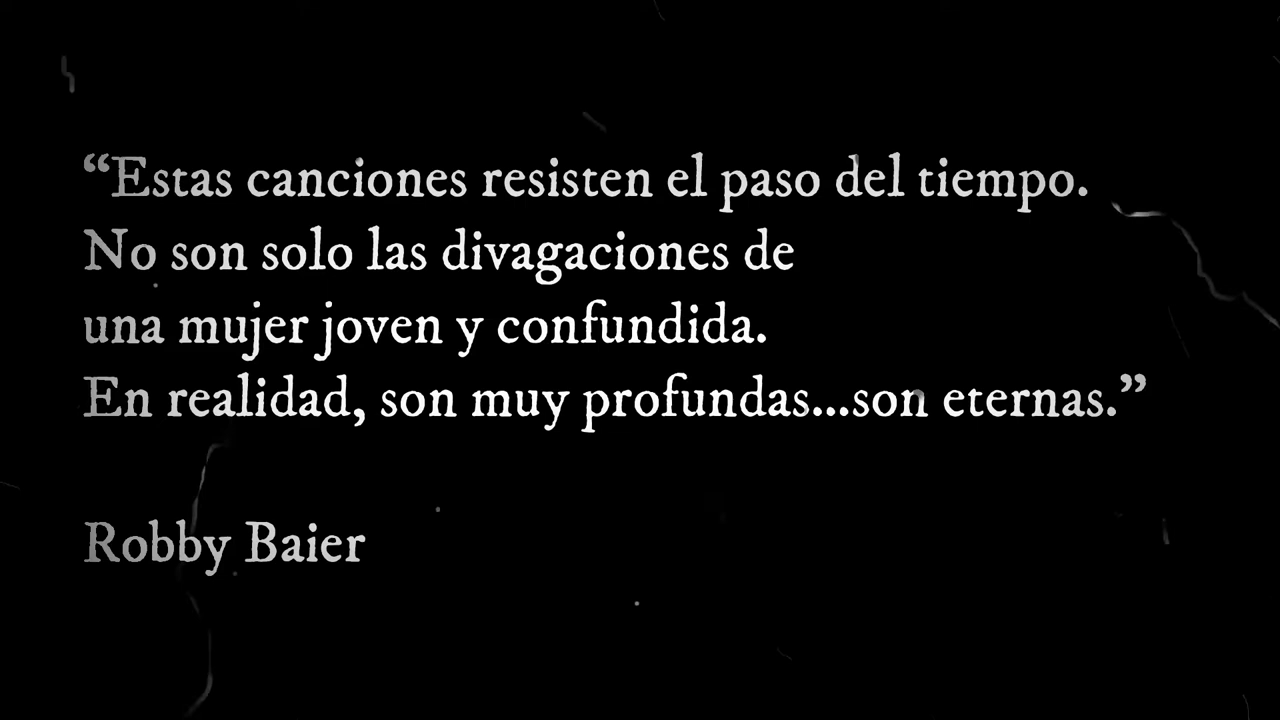 “Estas canciones resisten el paso del tiempo.
No son solo las divagaciones de
una mujer joven y confundida.
En realidad, son muy profundas...son eternas.”
Robby Baier